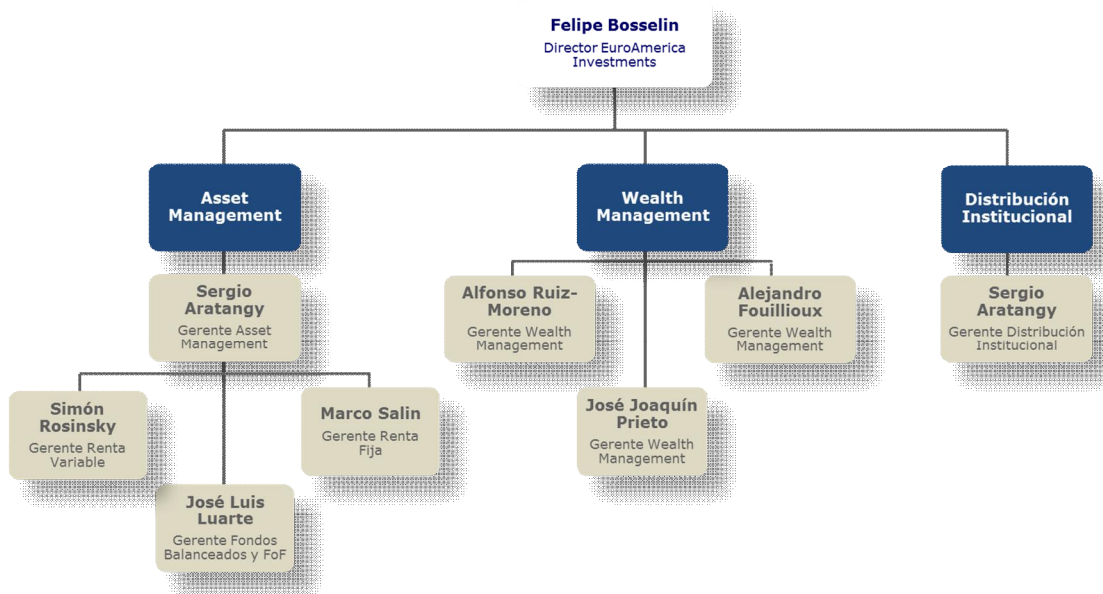 Felipe Bosselin
Director EuroAmerica
Investments
Asset
Management
Wealth
Management
Distribución
Institucional
Sergio
Aratangy
Gerente Asset
Management
Alfonso Ruiz-
Moreno
Gerente Wealth
Management
Alejandro
Fouillioux
Gerente Wealth
Management
Sergio
Aratangy
Gerente Distribución
Institucional
Simón
Rosinsky
Gerente Renta
Variable
José Luis
Luarte
Gerente Fondos
Balanceados y FoF
Marco Salin
Gerente Renta
Fija
José Joaquín
Prieto
Gerente Wealth
Management